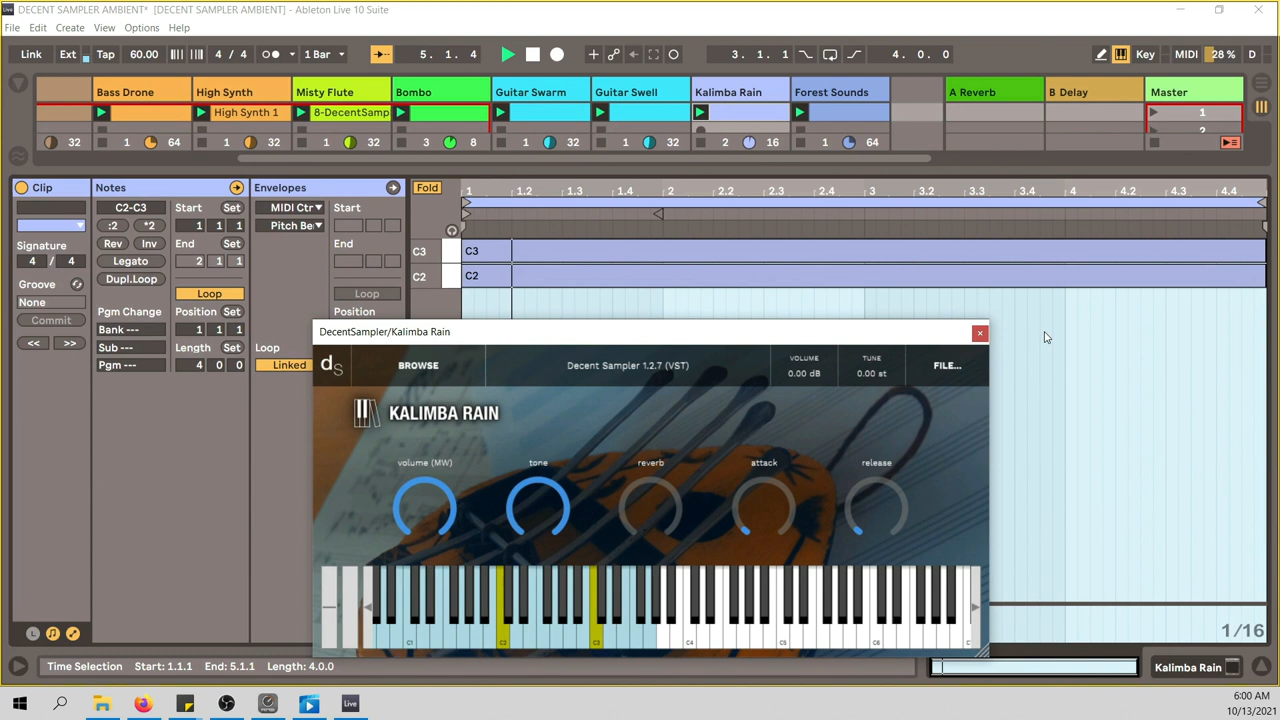 DECENT SAMPLER AMBIENT* [DECENT SAMPLER AMBIENT] - Ableton Live 10 Suite
File Edit Create View Options Help
Link Ext Tap 60.00 4 / 4 1 Bar 5. 1. 4 3. 1. 1 4. 0. 0 Key MIDI 28 % D
Bass Drone High Synth Misty Flute Bombo Guitar Swarm Guitar Swell Kalimba Rain Forest Sounds A Reverb B Delay Master
High Synth 1 8-DecentSamp 1
2
32 1 64 1 32 1 32 3 8 1 32 1 32 2 16 1 64
Clip Notes Envelopes Fold 1 1.2 1.3 1.4 2 2.2 2.3 2.4 3 3.2 3.3 3.4 4 4.2 4.3 4.4
C2-C3 Start Set MIDI Ctr Start
:2 *2 1 1 1 Pitch Be
Signature Rev Inv End Set End
4 / 4 Legato 2 1 1
Groove Dupl.Loop
None Loop Loop
Commit Pgm Change Position Set Position
Bank --- 1 1 1
<< >> Sub --- Length Set Loop
Pgm --- 4 0 0 Linked
C3 C3
C2 C2
DecentSampler/Kalimba Rain
ds BROWSE Decent Sampler 1.2.7 (VST) VOLUME 0.00 dB TUNE 0.00 st FILE...
KALIMBA RAIN
volume (MW) tone reverb attack release
C1 C2 C3 C4 C5 C6
1/16
L
Time Selection Start: 1.1.1 End: 5.1.1 Length: 4.0.0 Kalimba Rain
Live
6:00 AM
10/13/2021